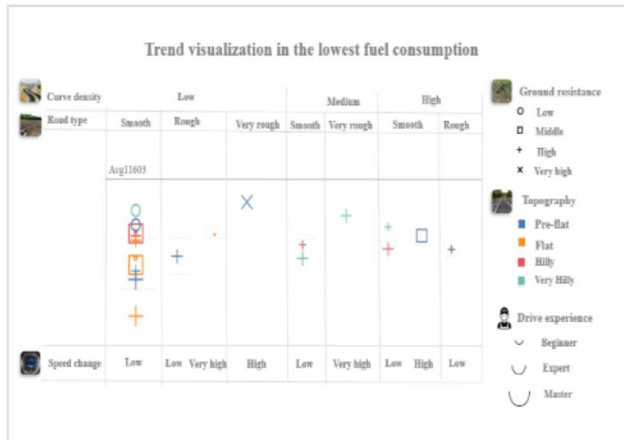 Trend visualization in the lowest fuel consumption
Curve density Low Medium High
Road type Smooth Rough Very rough Smooth Very rough Smooth Rough
Avg11603
Speed change Low Low Very high High Low Very high Low High Low
Ground resistance
Low
Middle
High
Very high
Topography
Pre-flat
Flat
Hilly
Very Hilly
Drive experience
Beginner
Expert
Master